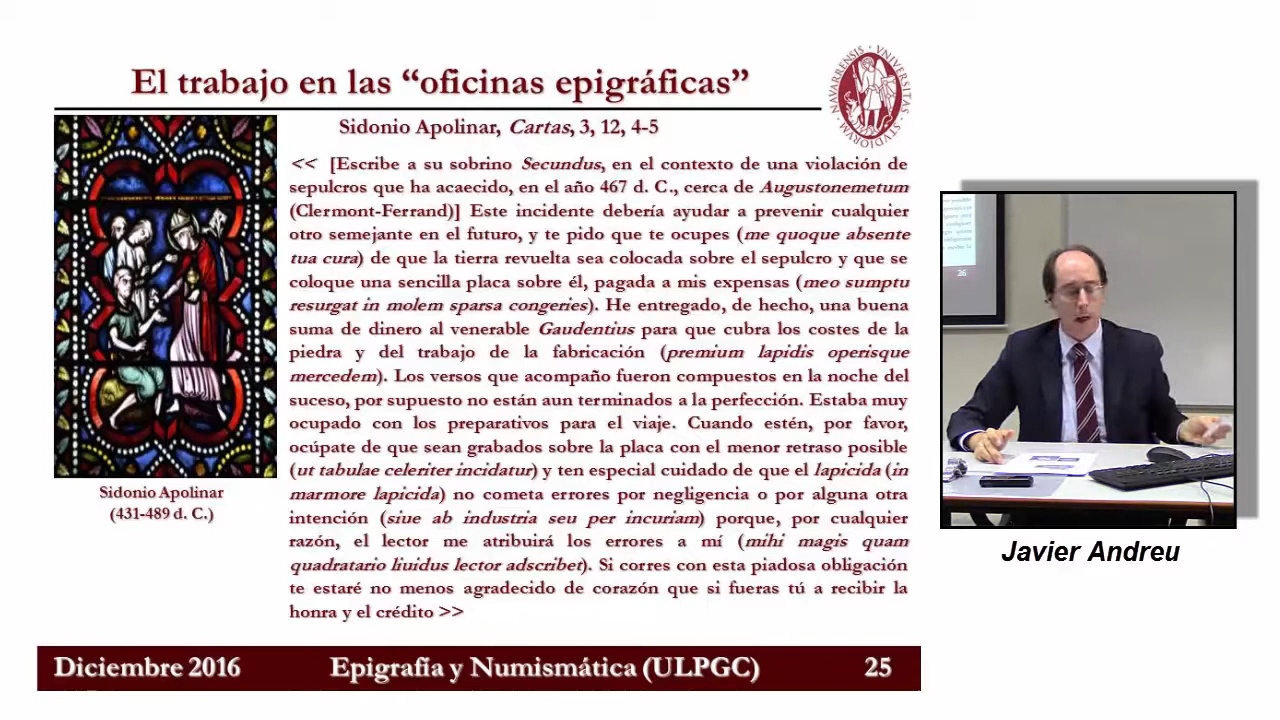 El trabajo en las “oficinas epigráficas”
NAVARRENSIS · VNIVERSITAS STVDIORVM
Sidonio Apolinar, Cartas, 3, 12, 4-5
<< [Escribe a su sobrino Secundus, en el contexto de una violación de
sepulcros que ha acaecido, en el año 467 d. C., cerca de Augustonemetum
(Clermont-Ferrand)] Este incidente debería ayudar a prevenir cualquier
otro semejante en el futuro, y te pido que te ocupes (me quoque absente
tua cura) de que la tierra revuelta sea colocada sobre el sepulcro y que se
coloque una sencilla placa sobre él, pagada a mis expensas (meo sumptu
resurgat in molem sparsa congeries). He entregado, de hecho, una buena
suma de dinero al venerable Gaudentius para que cubra los costes de la
piedra y del trabajo de la fabricación (premium lapidis operisque
mercedem). Los versos que acompaño fueron compuestos en la noche del
suceso, por supuesto no están aun terminados a la perfección. Estaba muy
ocupado con los preparativos para el viaje. Cuando estén, por favor,
ocúpate de que sean grabados sobre la placa con el menor retraso posible
(ut tabulae celeriter incidatur) y ten especial cuidado de que el lapicida (in
marmore lapicida) no cometa errores por negligencia o por alguna otra
intención (siue ab industria seu per incuriam) porque, por cualquier
razón, el lector me atribuirá los errores a mí (mihi magis quam
quadratario liuidus lector adscribet). Si corres con esta piadosa obligación
te estaré no menos agradecido de corazón que si fueras tú a recibir la
honra y el crédito >>
Sidonio Apolinar
(431-489 d. C.)
26
Javier Andreu
Diciembre 2016 Epigrafía y Numismática (ULPGC) 25